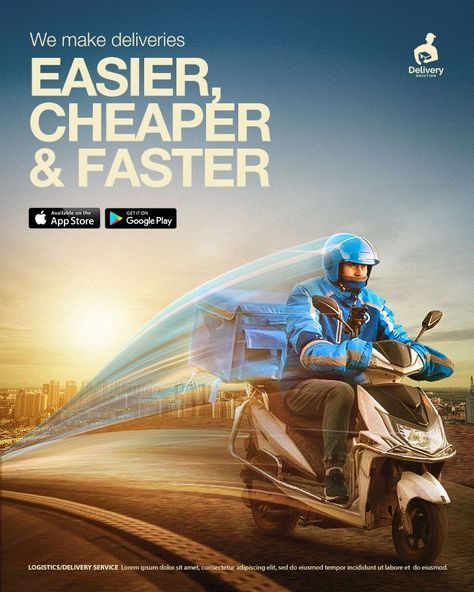 We make deliveries
EASIER,
CHEAPER
& FASTER
Delivery
SOLUTION
Available on the
App Store
GET IT ON
Google Play
LOGISTICS/DELIVERY SERVICE Lorem ipsum dolor sit amet, consectetur adipiscing elit, sed do eiusmod tempor incididunt ut labore et do eiusmod.